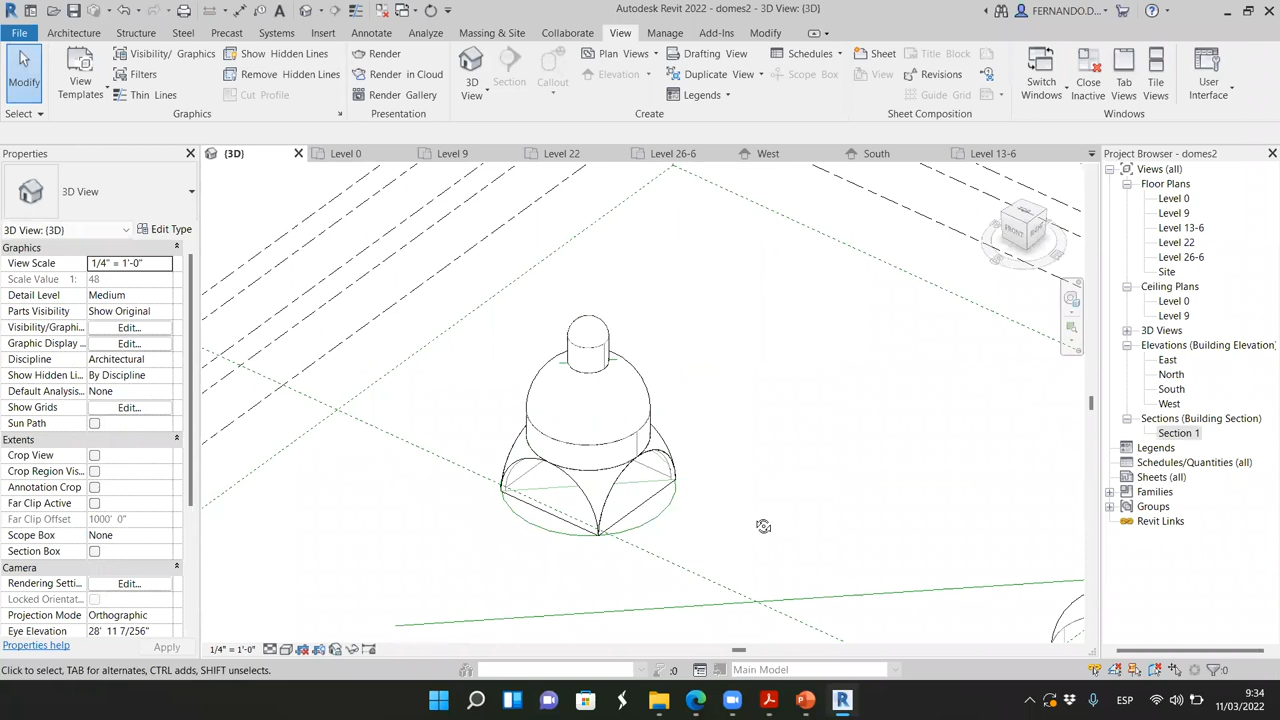 Autodesk Revit 2022 - domes2 - 3D View: {3D}
FERNANDO.D...
File Architecture Structure Steel Precast Systems Insert Annotate Analyze Massing & Site Collaborate View Manage Add-Ins Modify
Modify
View
Templates
Visibility/ Graphics
Filters
Thin Lines
Show Hidden Lines
Remove Hidden Lines
Cut Profile
Render
Render in Cloud
Render Gallery
3D
View
Section
Callout
Plan Views
Elevation
Drafting View
Duplicate View
Legends
Schedules
Scope Box
Sheet
View
Title Block
Revisions
Guide Grid
Switch
Windows
Close
Inactive
Tab
Views
Tile
Views
User
Interface
Select Graphics Presentation Create Sheet Composition Windows
Properties
{3D} Level 0 Level 9 Level 22 Level 26-6 West South Level 13-6
3D View
3D View: {3D} Edit Type
Graphics
View Scale 1/4" = 1'-0"
Scale Value 1: 48
Detail Level Medium
Parts Visibility Show Original
Visibility/Graphi... Edit...
Graphic Display ... Edit...
Discipline Architectural
Show Hidden Li... By Discipline
Default Analysis... None
Show Grids Edit...
Sun Path
Extents
Crop View
Crop Region Vis...
Annotation Crop
Far Clip Active
Far Clip Offset 1000' 0"
Scope Box None
Section Box
Camera
Rendering Setti... Edit...
Locked Orientat...
Projection Mode Orthographic
Eye Elevation 28' 11 7/256"
Properties help Apply
FRONT
RIGHT
Project Browser - domes2
Views (all)
Floor Plans
Level 0
Level 9
Level 13-6
Level 22
Level 26-6
Site
Ceiling Plans
Level 0
Level 9
3D Views
Elevations (Building Elevation)
East
North
South
West
Sections (Building Section)
Section 1
Legends
Schedules/Quantities (all)
Sheets (all)
Families
Groups
Revit Links
1/4" = 1'-0"
Click to select, TAB for alternates, CTRL adds, SHIFT unselects.
:0 Main Model :0
ESP
9:34
11/03/2022